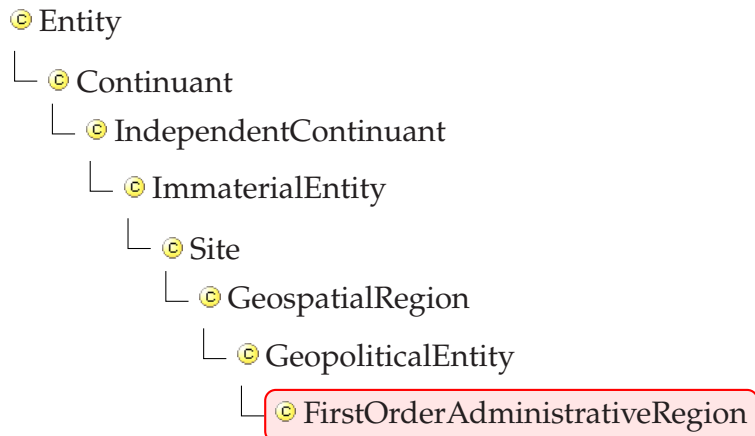 C Entity
C Continuant
C IndependentContinuant
C ImmaterialEntity
C Site
C GeospatialRegion
C GeopoliticalEntity
C FirstOrderAdministrativeRegion